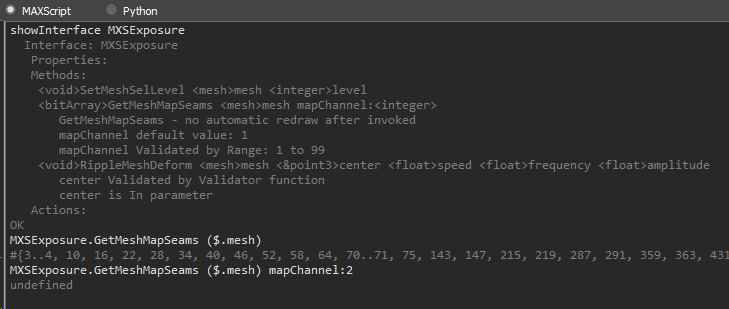 MAXScript Python
showInterface MXSExposure
Interface: MXSExposure
Properties:
Methods:
<void>SetMeshSelLevel <mesh>mesh <integer>level
<bitArray>GetMeshMapSeams <mesh>mesh mapChannel:<integer>
GetMeshMapSeams - no automatic redraw after invoked
mapChannel default value: 1
mapChannel Validated by Range: 1 to 99
<void>RippleMeshDeform <mesh>mesh <&point3>center <float>speed <float>frequency <float>amplitude
center Validated by Validator function
center is In parameter
Actions:
OK
MXSExposure.GetMeshMapSeams ($.mesh)
#{3..4, 10, 16, 22, 28, 34, 40, 46, 52, 58, 64, 70..71, 75, 143, 147, 215, 219, 287, 291, 359, 363, 431
MXSExposure.GetMeshMapSeams ($.mesh) mapChannel:2
undefined